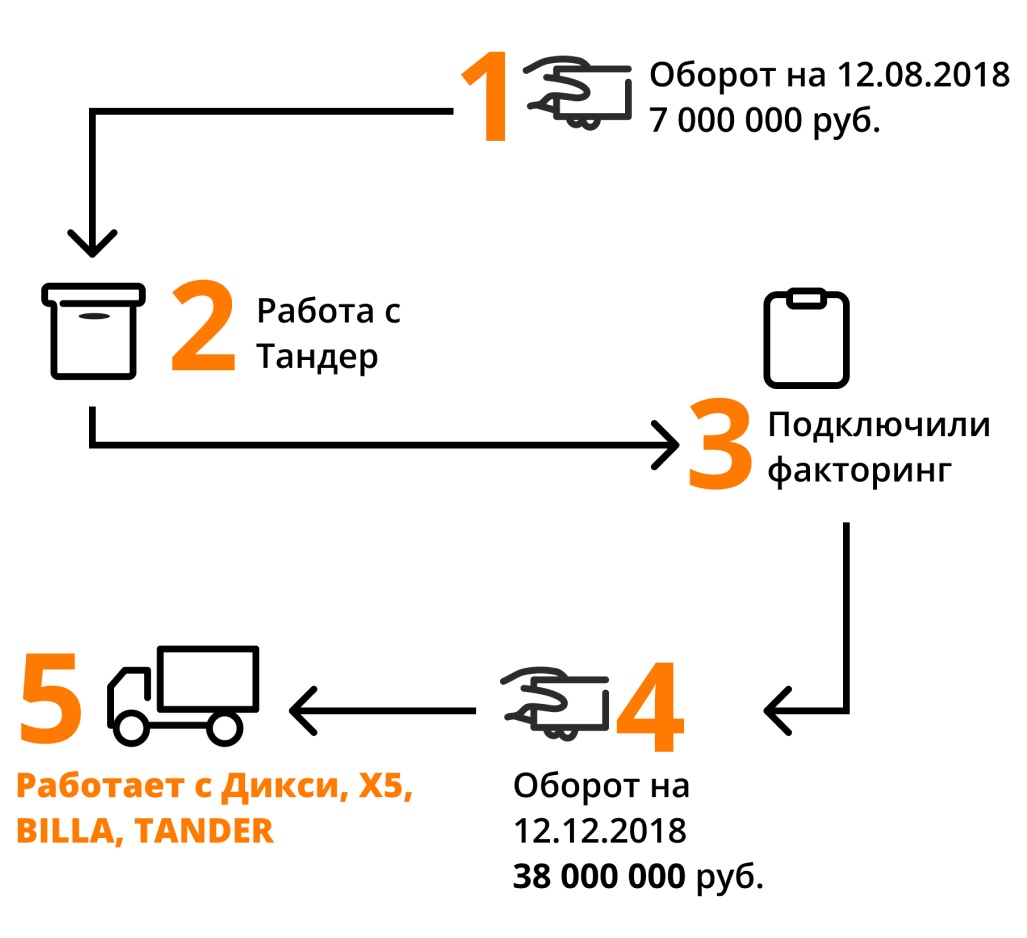 1
Оборот на 12.08.2018
7 000 000 руб.
2
Работа с
Тандер
3
Подключили
факторинг
4
Оборот на
12.12.2018
38 000 000 руб.
5
Работает с Дикси, X5,
BILLA, TANDER